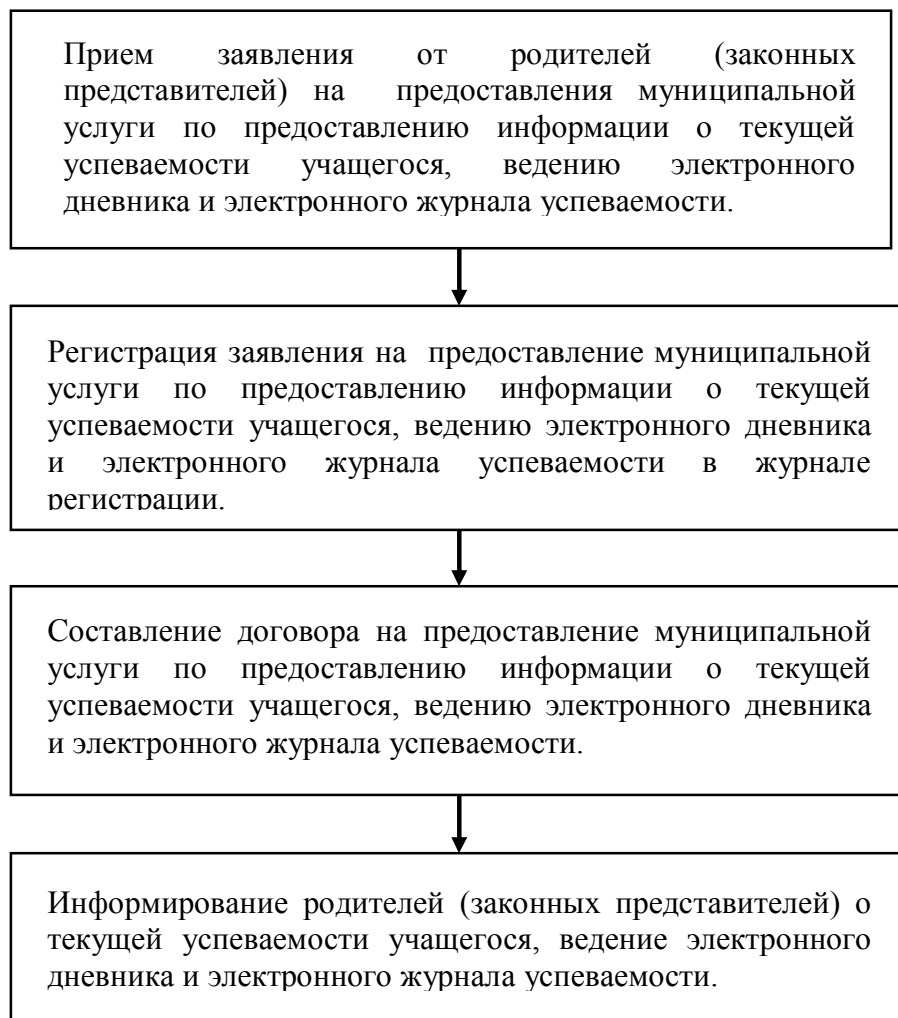 Прием заявления от родителей (законных
представителей) на предоставления муниципальной
услуги по предоставлению информации о текущей
успеваемости учащегося, ведению электронного
дневника и электронного журнала успеваемости.
Регистрация заявления на предоставление муниципальной
услуги по предоставлению информации о текущей
успеваемости учащегося, ведению электронного дневника
и электронного журнала успеваемости в журнале
регистрации.
Составление договора на предоставление муниципальной
услуги по предоставлению информации о текущей
успеваемости учащегося, ведению электронного дневника
и электронного журнала успеваемости.
Информирование родителей (законных представителей) о
текущей успеваемости учащегося, ведение электронного
дневника и электронного журнала успеваемости.